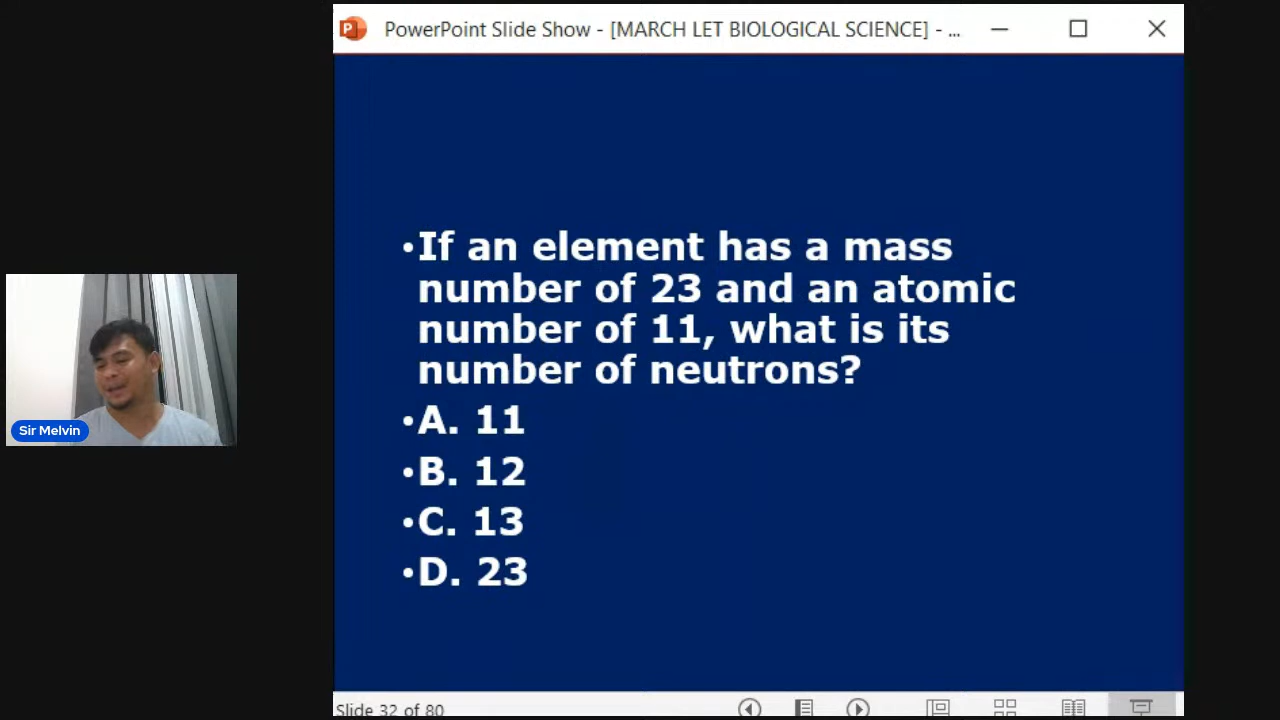 PowerPoint Slide Show - [MARCH LET BIOLOGICAL SCIENCE] - ...
•If an element has a mass
number of 23 and an atomic
number of 11, what is its
number of neutrons?
•A. 11
•B. 12
•C. 13
•D. 23
Sir Melvin
Slide 32 of 80